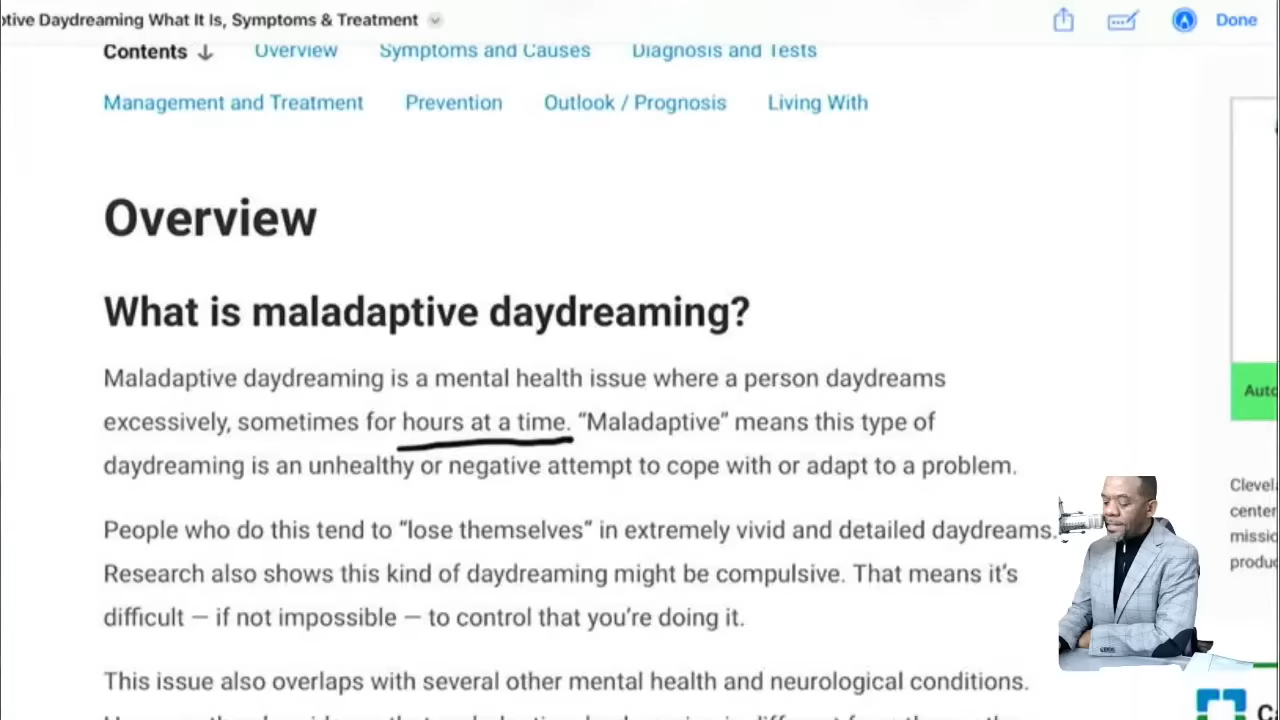 Daydreaming What It Is, Symptoms & Treatment
Done
Contents ↓ Overview Symptoms and Causes Diagnosis and Tests
Management and Treatment Prevention Outlook / Prognosis Living With
Overview
What is maladaptive daydreaming?
Maladaptive daydreaming is a mental health issue where a person daydreams
excessively, sometimes for hours at a time. “Maladaptive” means this type of
daydreaming is an unhealthy or negative attempt to cope with or adapt to a problem.
People who do this tend to “lose themselves” in extremely vivid and detailed daydreams.
Research also shows this kind of daydreaming might be compulsive. That means it’s
difficult — if not impossible — to control that you’re doing it.
This issue also overlaps with several other mental health and neurological conditions.